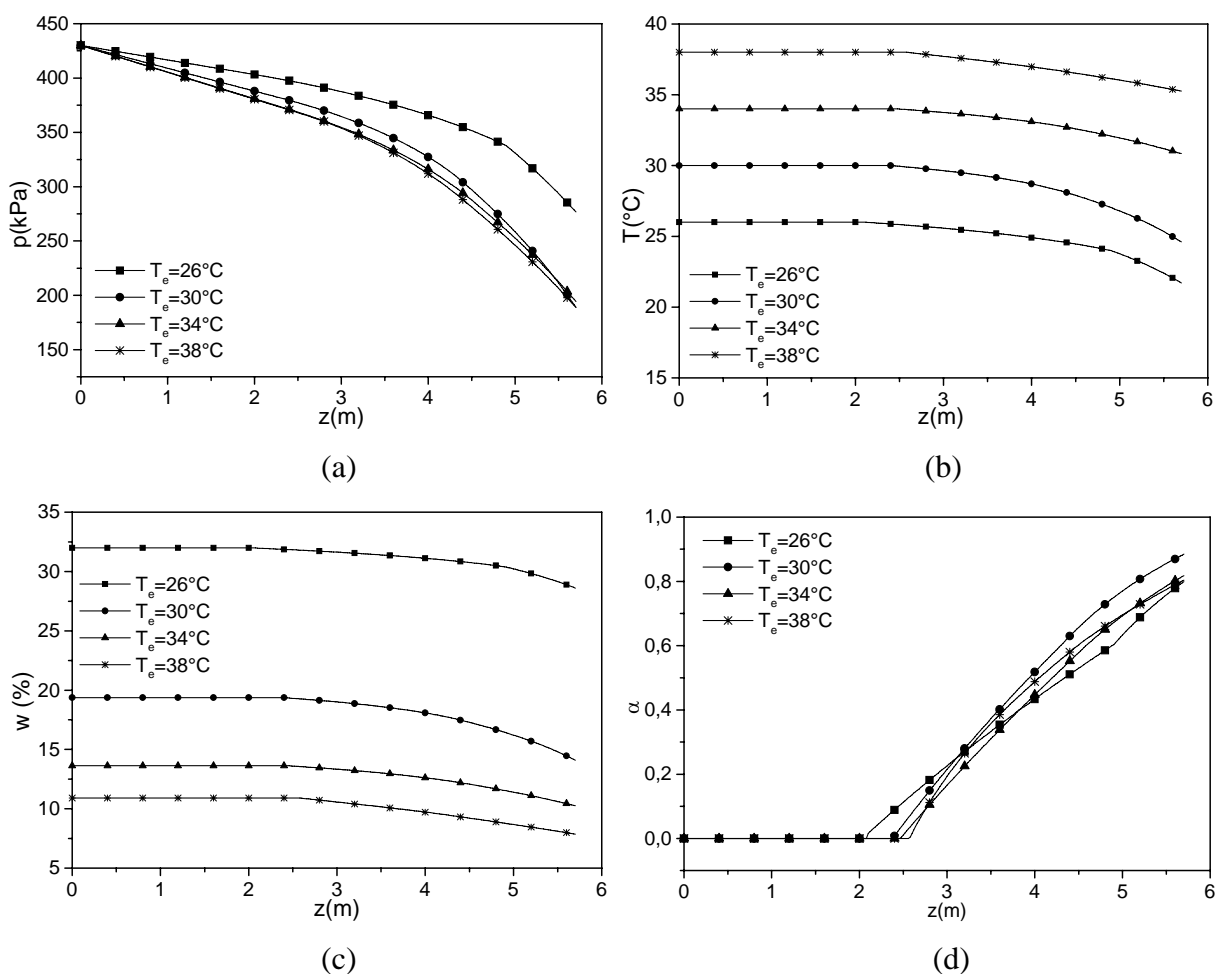 450
400
350
300
250
200
150
p(kPa)
T_e=26°C
T_e=30°C
T_e=34°C
T_e=38°C
0 1 2 3 4 5 6
z(m)
(a)
40
35
30
25
20
15
T(°C)
T_e=26°C
T_e=30°C
T_e=34°C
T_e=38°C
0 1 2 3 4 5 6
z(m)
(b)
35
30
25
20
15
10
5
w (%)
T_e=26°C
T_e=30°C
T_e=34°C
T_e=38°C
0 1 2 3 4 5 6
z(m)
(c)
1,0
0,8
0,6
0,4
0,2
0,0
α
T_e=26°C
T_e=30°C
T_e=34°C
T_e=38°C
0 1 2 3 4 5 6
z(m)
(d)